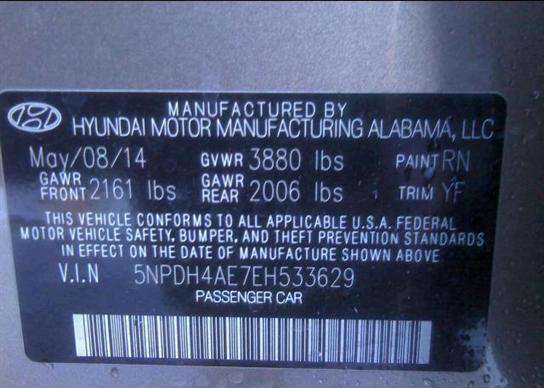 MANUFACTURED BY
HYUNDAI MOTOR MANUFACTURING ALABAMA, LLC
May/08/14 GVWR 3880 lbs PAINT RN
GAWR FRONT 2161 lbs GAWR REAR 2006 lbs TRIM YF
THIS VEHICLE CONFORMS TO ALL APPLICABLE U.S.A. FEDERAL
MOTOR VEHICLE SAFETY, BUMPER, AND THEFT PREVENTION STANDARDS
IN EFFECT ON THE DATE OF MANUFACTURE SHOWN ABOVE.
V.I.N 5NPDH4AE7EH533629
PASSENGER CAR